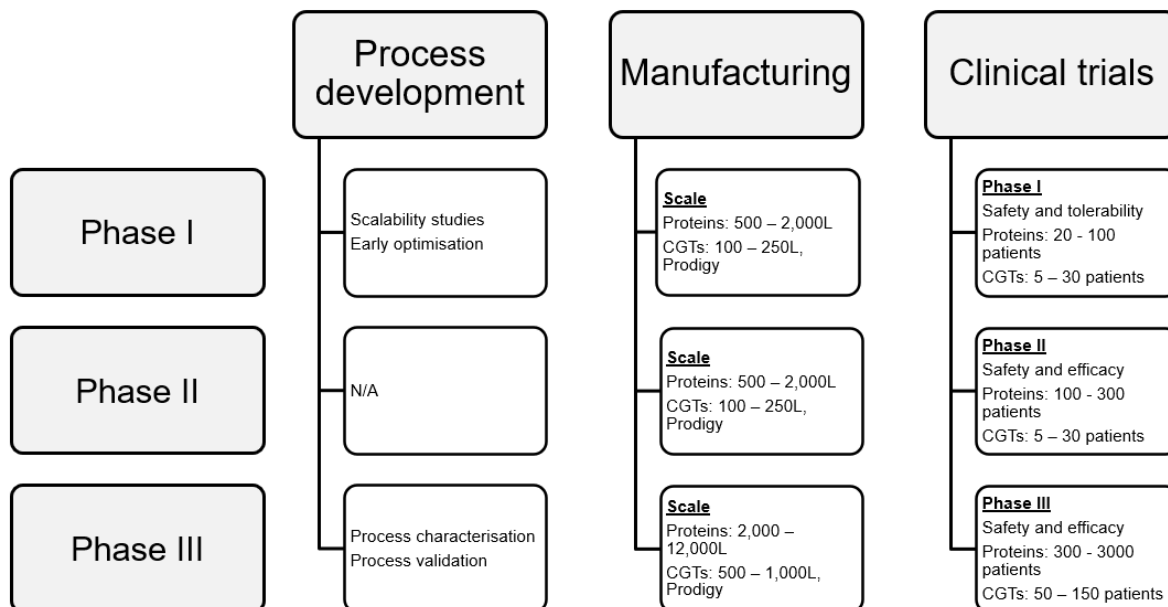 Process
development
Manufacturing
Clinical trials
Phase I
Scalability studies
Early optimisation
Scale
Proteins: 500 – 2,000L
CGTs: 100 – 250L,
Prodigy
Phase I
Safety and tolerability
Proteins: 20 - 100
patients
CGTs: 5 – 30 patients
Phase II
N/A
Scale
Proteins: 500 – 2,000L
CGTs: 100 – 250L,
Prodigy
Phase II
Safety and efficacy
Proteins: 100 - 300
patients
CGTs: 5 – 30 patients
Phase III
Process characterisation
Process validation
Scale
Proteins: 2,000 –
12,000L
CGTs: 500 – 1,000L,
Prodigy
Phase III
Safety and efficacy
Proteins: 300 - 3000
patients
CGTs: 50 – 150 patients